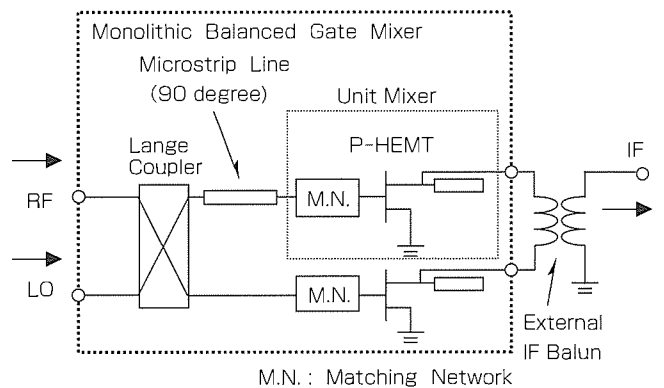 Monolithic Balanced Gate Mixer
Microstrip Line
(90 degree)
Unit Mixer
Lange
Coupler
P-HEMT
IF
RF
M.N.
LO
M.N.
External
IF Balun
M.N. : Matching Network